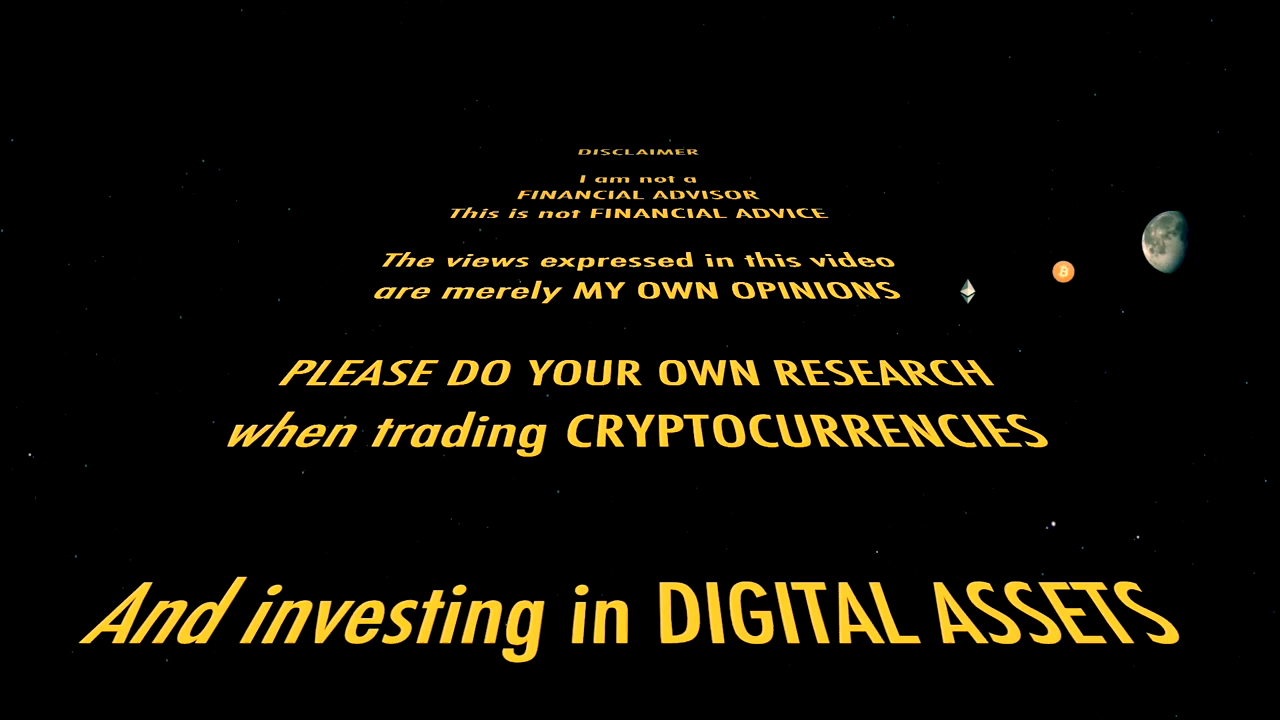 DISCLAIMER
I am not a
FINANCIAL ADVISOR
This is not FINANCIAL ADVICE
The views expressed in this video
are merely MY OWN OPINIONS
PLEASE DO YOUR OWN RESEARCH
when trading CRYPTOCURRENCIES
And investing in DIGITAL ASSETS